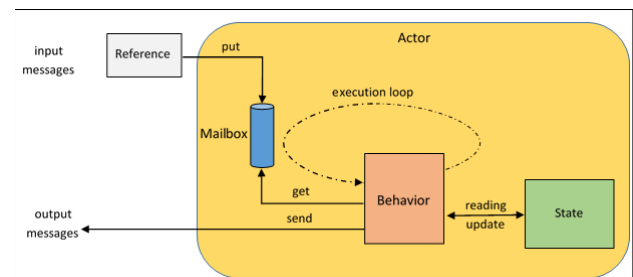 Actor
input
messages
Reference
put
execution loop
Mailbox
get
Behavior
reading
update
State
output
messages
send